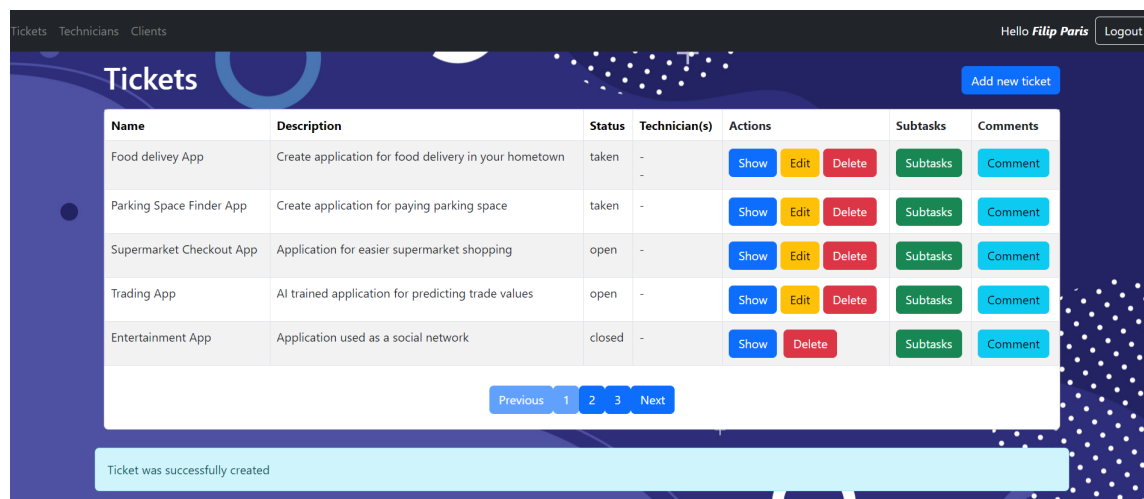 Tickets Technicians Clients Hello Filip Paris Logout
Tickets Add new ticket
Name Description Status Technician(s) Actions Subtasks Comments
Food delivey App Create application for food delivery in your hometown taken - Show Edit Delete Subtasks Comment
-
Parking Space Finder App Create application for paying parking space taken - Show Edit Delete Subtasks Comment
Supermarket Checkout App Application for easier supermarket shopping open - Show Edit Delete Subtasks Comment
Trading App AI trained application for predicting trade values open - Show Edit Delete Subtasks Comment
Entertainment App Application used as a social network closed - Show Delete Subtasks Comment
Previous 1 2 3 Next
Ticket was successfully created